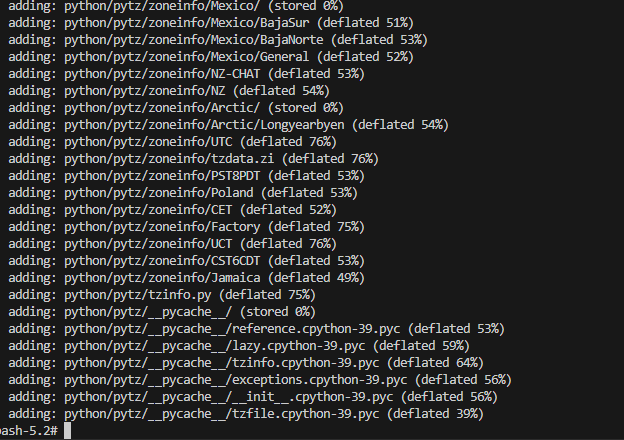 adding: python/pytz/zoneinfo/Mexico/ (stored 0%)
adding: python/pytz/zoneinfo/Mexico/BajaSur (deflated 51%)
adding: python/pytz/zoneinfo/Mexico/BajaNorte (deflated 53%)
adding: python/pytz/zoneinfo/Mexico/General (deflated 52%)
adding: python/pytz/zoneinfo/NZ-CHAT (deflated 53%)
adding: python/pytz/zoneinfo/NZ (deflated 54%)
adding: python/pytz/zoneinfo/Arctic/ (stored 0%)
adding: python/pytz/zoneinfo/Arctic/Longyearbyen (deflated 54%)
adding: python/pytz/zoneinfo/UTC (deflated 76%)
adding: python/pytz/zoneinfo/tzdata.zi (deflated 76%)
adding: python/pytz/zoneinfo/PST8PDT (deflated 53%)
adding: python/pytz/zoneinfo/Poland (deflated 53%)
adding: python/pytz/zoneinfo/CET (deflated 52%)
adding: python/pytz/zoneinfo/Factory (deflated 75%)
adding: python/pytz/zoneinfo/UCT (deflated 76%)
adding: python/pytz/zoneinfo/CST6CDT (deflated 53%)
adding: python/pytz/zoneinfo/Jamaica (deflated 49%)
adding: python/pytz/tzinfo.py (deflated 75%)
adding: python/pytz/__pycache__/ (stored 0%)
adding: python/pytz/__pycache__/reference.cpython-39.pyc (deflated 53%)
adding: python/pytz/__pycache__/lazy.cpython-39.pyc (deflated 59%)
adding: python/pytz/__pycache__/tzinfo.cpython-39.pyc (deflated 64%)
adding: python/pytz/__pycache__/exceptions.cpython-39.pyc (deflated 56%)
adding: python/pytz/__pycache__/__init__.cpython-39.pyc (deflated 56%)
adding: python/pytz/__pycache__/tzfile.cpython-39.pyc (deflated 39%)
ash-5.2#